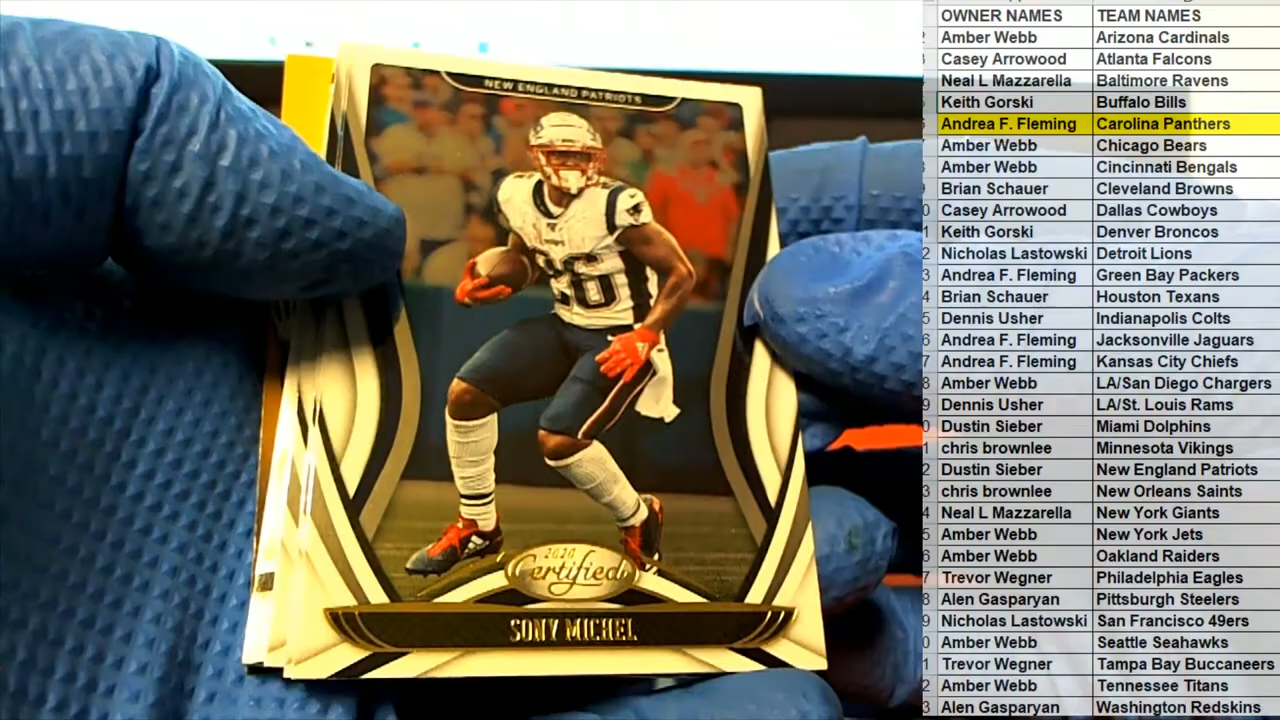 NEW ENGLAND PATRIOTS
26
2020
Certified
SONY MICHEL
OWNER NAMES TEAM NAMES
Amber Webb Arizona Cardinals
Casey Arrowood Atlanta Falcons
Neal L Mazzarella Baltimore Ravens
Keith Gorski Buffalo Bills
Andrea F. Fleming Carolina Panthers
Amber Webb Chicago Bears
Amber Webb Cincinnati Bengals
Brian Schauer Cleveland Browns
Casey Arrowood Dallas Cowboys
Keith Gorski Denver Broncos
Nicholas Lastowski Detroit Lions
Andrea F. Fleming Green Bay Packers
Brian Schauer Houston Texans
Dennis Usher Indianapolis Colts
Andrea F. Fleming Jacksonville Jaguars
Andrea F. Fleming Kansas City Chiefs
Amber Webb LA/San Diego Chargers
Dennis Usher LA/St. Louis Rams
Dustin Sieber Miami Dolphins
chris brownlee Minnesota Vikings
Dustin Sieber New England Patriots
chris brownlee New Orleans Saints
Neal L Mazzarella New York Giants
Amber Webb New York Jets
Amber Webb Oakland Raiders
Trevor Wegner Philadelphia Eagles
Alen Gasparyan Pittsburgh Steelers
Nicholas Lastowski San Francisco 49ers
Amber Webb Seattle Seahawks
Trevor Wegner Tampa Bay Buccaneers
Amber Webb Tennessee Titans
Alen Gasparyan Washington Redskins